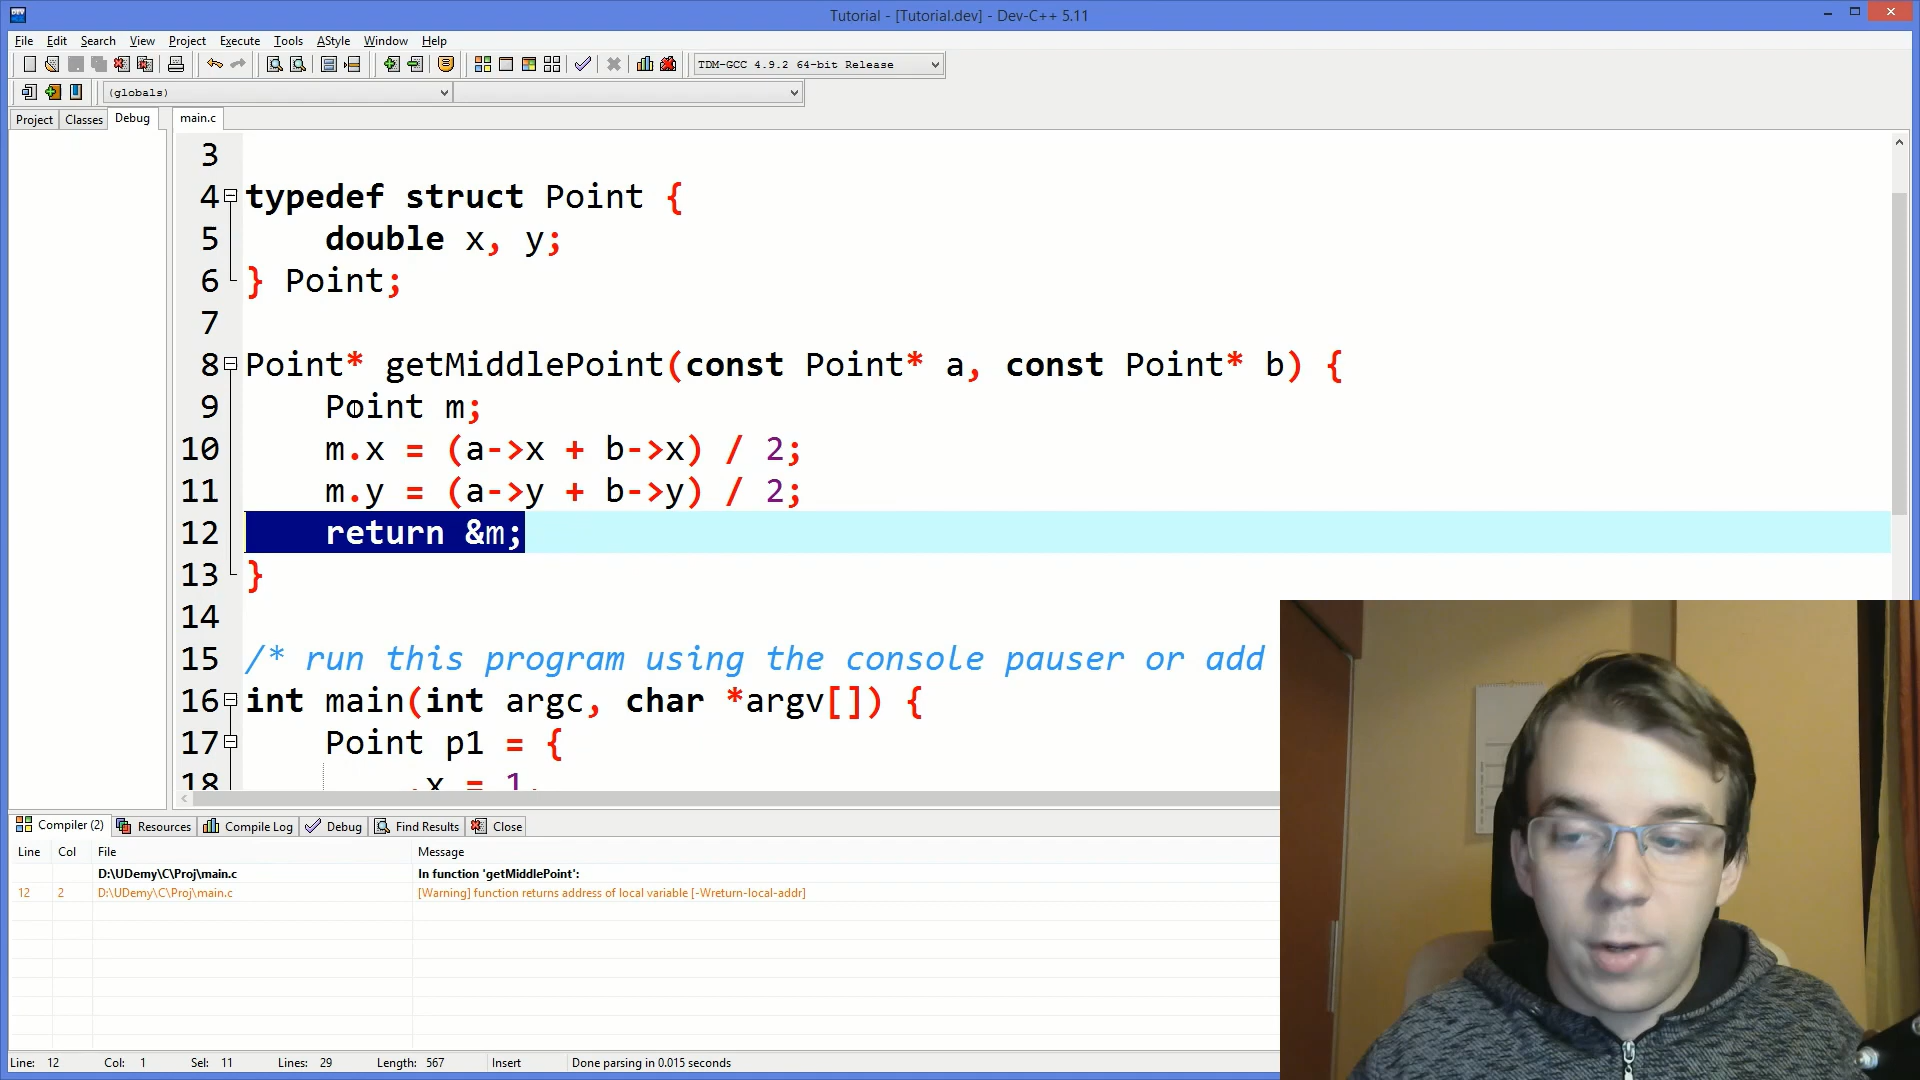 Tutorial - [Tutorial.dev] - Dev-C++ 5.11
File Edit Search View Project Execute Tools AStyle Window Help
TDM-GCC 4.9.2 64-bit Release
(globals)
Project Classes Debug
main.c
3
4 typedef struct Point {
5 double x, y;
6 } Point;
7
8 Point* getMiddlePoint(const Point* a, const Point* b) {
9 Point m;
10 m.x = (a->x + b->x) / 2;
11 m.y = (a->y + b->y) / 2;
12 return &m;
13 }
14
15 /* run this program using the console pauser or add
16 int main(int argc, char *argv[]) {
17 Point p1 = {
18 .x = 1,
Compiler (2) Resources Compile Log Debug Find Results Close
Line Col File Message
D:\UDemy\C\Proj\main.c In function 'getMiddlePoint':
12 2 D:\UDemy\C\Proj\main.c [Warning] function returns address of local variable [-Wreturn-local-addr]
Line: 12 Col: 1 Sel: 11 Lines: 29 Length: 567 Insert Done parsing in 0.015 seconds